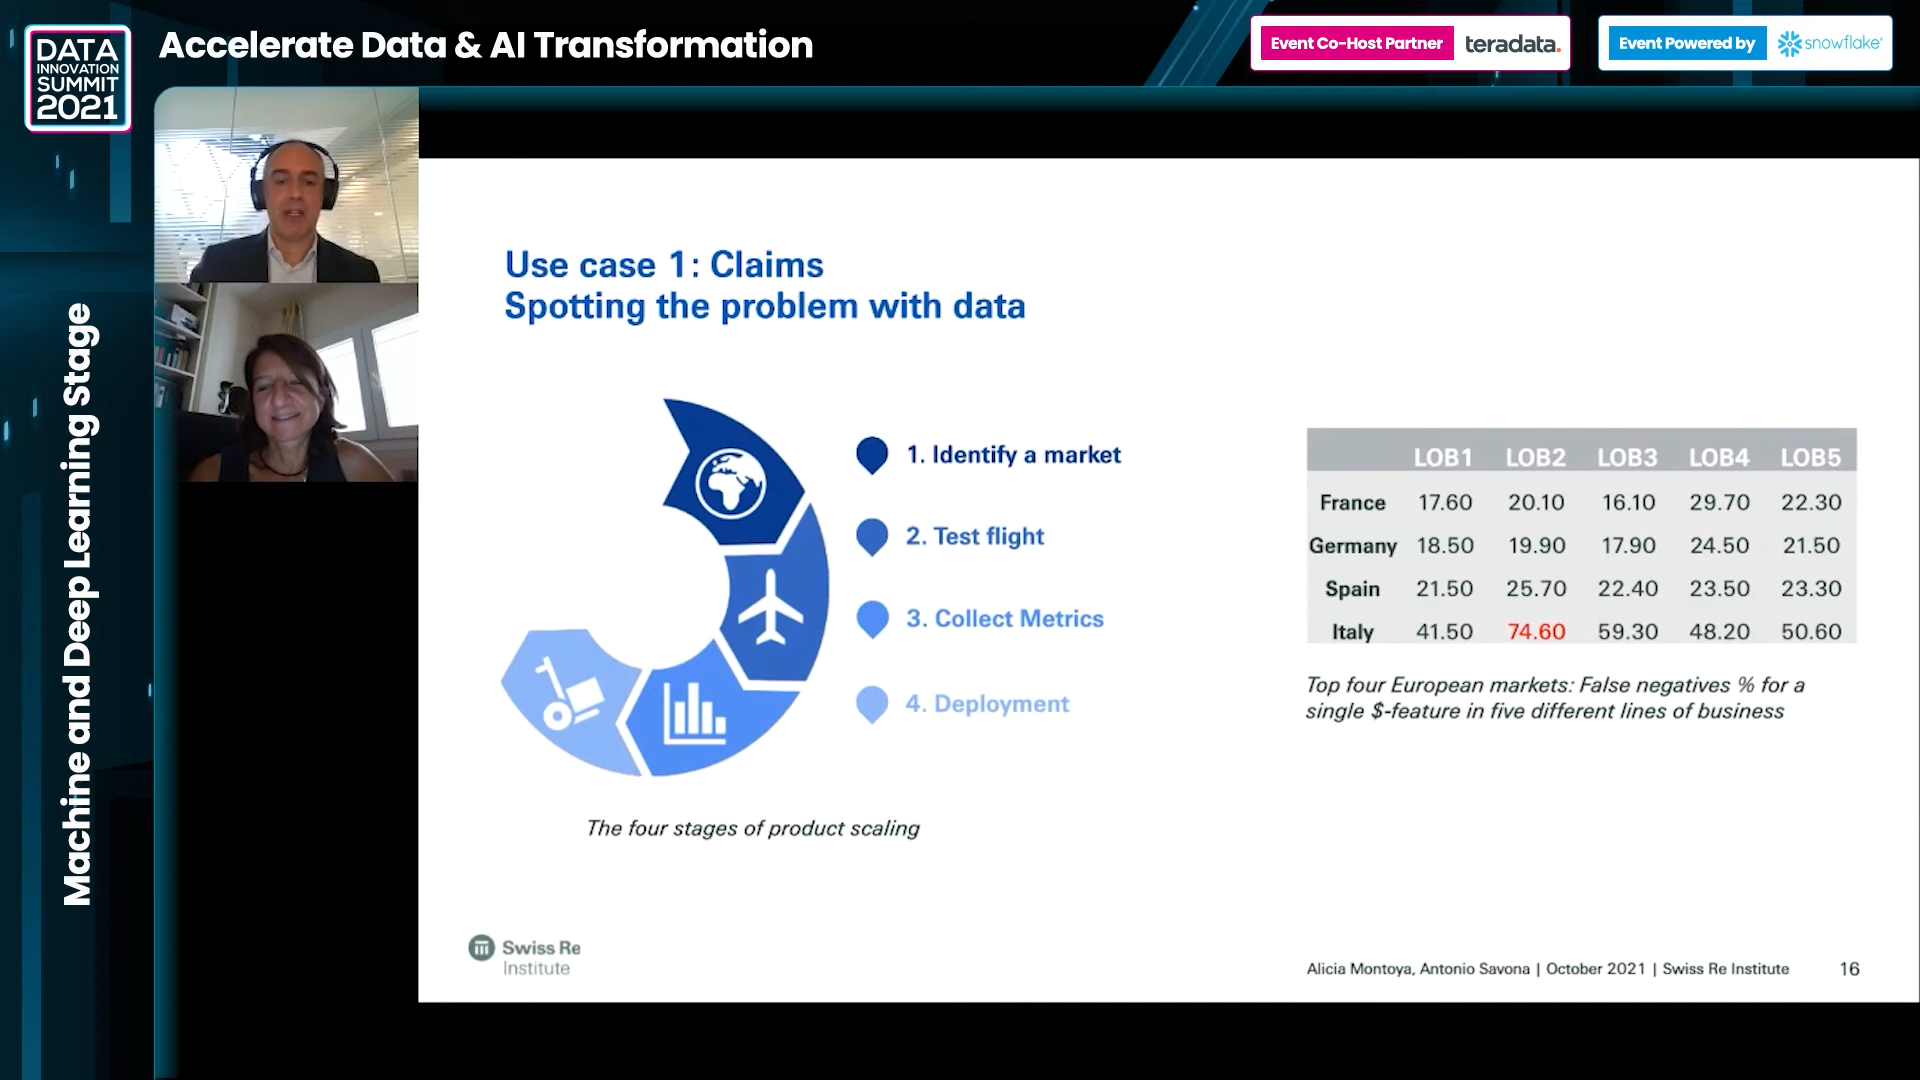 DATA
INNOVATION
SUMMIT
2021
Accelerate Data & AI Transformation
Event Co-Host Partner
teradata.
Event Powered by
snowflake®
Machine and Deep Learning Stage
Use case 1: Claims
Spotting the problem with data
1. Identify a market
2. Test flight
3. Collect Metrics
4. Deployment
The four stages of product scaling
LOB1 LOB2 LOB3 LOB4 LOB5
France 17.60 20.10 16.10 29.70 22.30
Germany 18.50 19.90 17.90 24.50 21.50
Spain 21.50 25.70 22.40 23.50 23.30
Italy 41.50 74.60 59.30 48.20 50.60
Top four European markets: False negatives % for a
single $-feature in five different lines of business
Swiss Re
Institute
Alicia Montoya, Antonio Savona | October 2021 | Swiss Re Institute 16